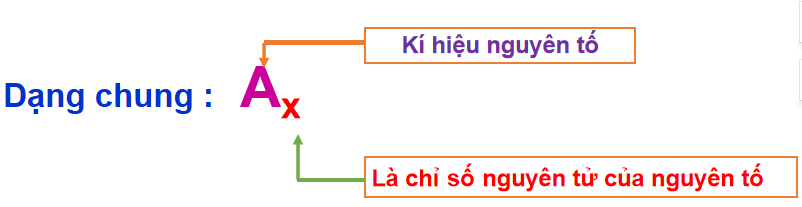 Kí hiệu nguyên tố
Dạng chung : Aₓ
Là chỉ số nguyên tử của nguyên tố